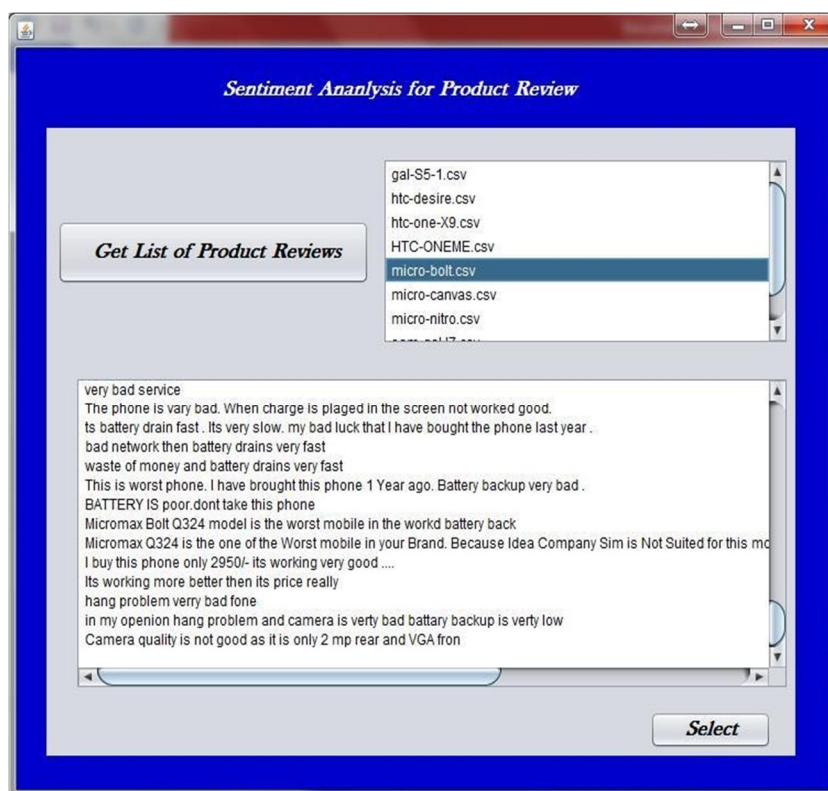 Sentiment Ananlysis for Product Review
gal-S5-1.csv
htc-desire.csv
htc-one-X9.csv
HTC-ONEME.csv
micro-bolt.csv
micro-canvas.csv
micro-nitro.csv
Get List of Product Reviews
very bad service
The phone is vary bad. When charge is plaged in the screen not worked good.
ts battery drain fast . Its very slow. my bad luck that I have bought the phone last year .
bad network then battery drains very fast
waste of money and battery drains very fast
This is worst phone. I have brought this phone 1 Year ago. Battery backup very bad .
BATTERY IS poor.dont take this phone
Micromax Bolt Q324 model is the worst mobile in the workd battery back
Micromax Q324 is the one of the Worst mobile in your Brand. Because Idea Company Sim is Not Suited for this mo
I buy this phone only 2950/- its working very good ....
Its working more better then its price really
hang problem verry bad fone
in my openion hang problem and camera is verty bad battary backup is verty low
Camera quality is not good as it is only 2 mp rear and VGA fron
Select